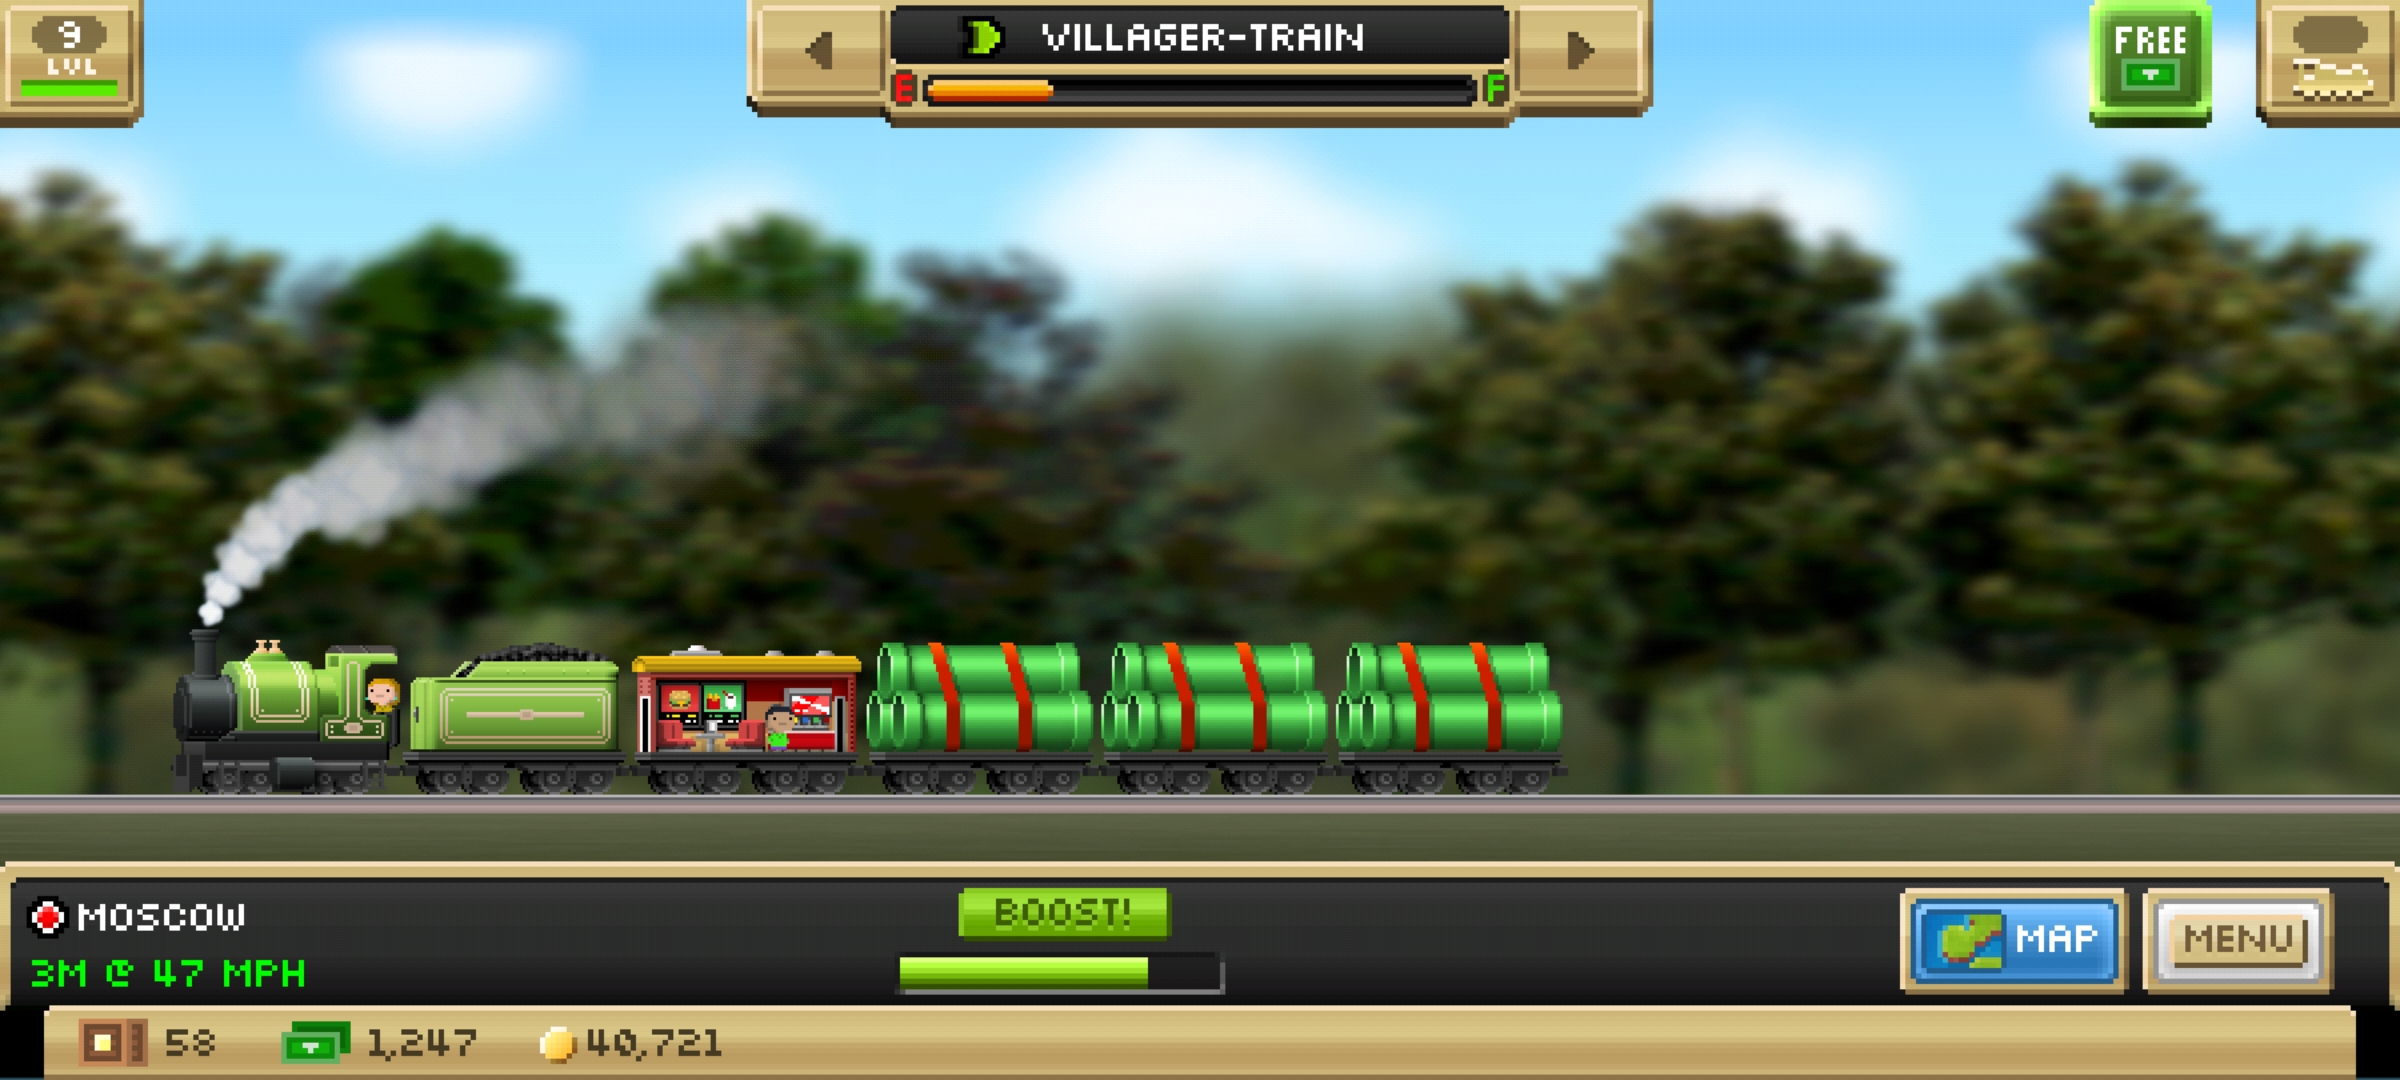 9
LVL
VILLAGER-TRAIN
E F
FREE
MOSCOW
3M @ 47 MPH
BOOST!
MAP
MENU
58 1,247 40,721